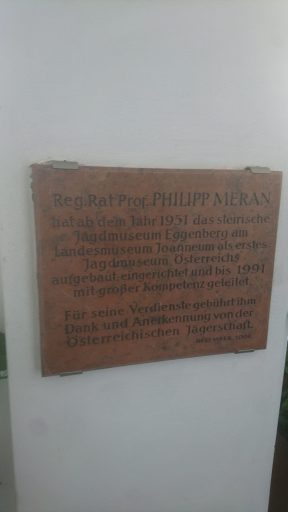 Reg.Rat Prof. PHILIPP MERAN
hat ab dem Jahr 1951 das steirische
Jagdmuseum Eggenberg am
Landesmuseum Joanneum als erstes
Jagdmuseum Österreichs
aufgebaut, eingerichtet und bis 1991
mit großer Kompetenz geleitet.
Für seine Verdienste gebührt ihm
Dank und Anerkennung von der
Österreichischen Jägerschaft.